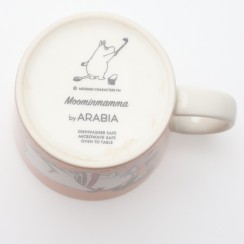 © MOOMIN CHARACTERS™
Moominmamma
by ARABIA
DISHWASHER SAFE
MICROWAVE SAFE
OVEN TO TABLE